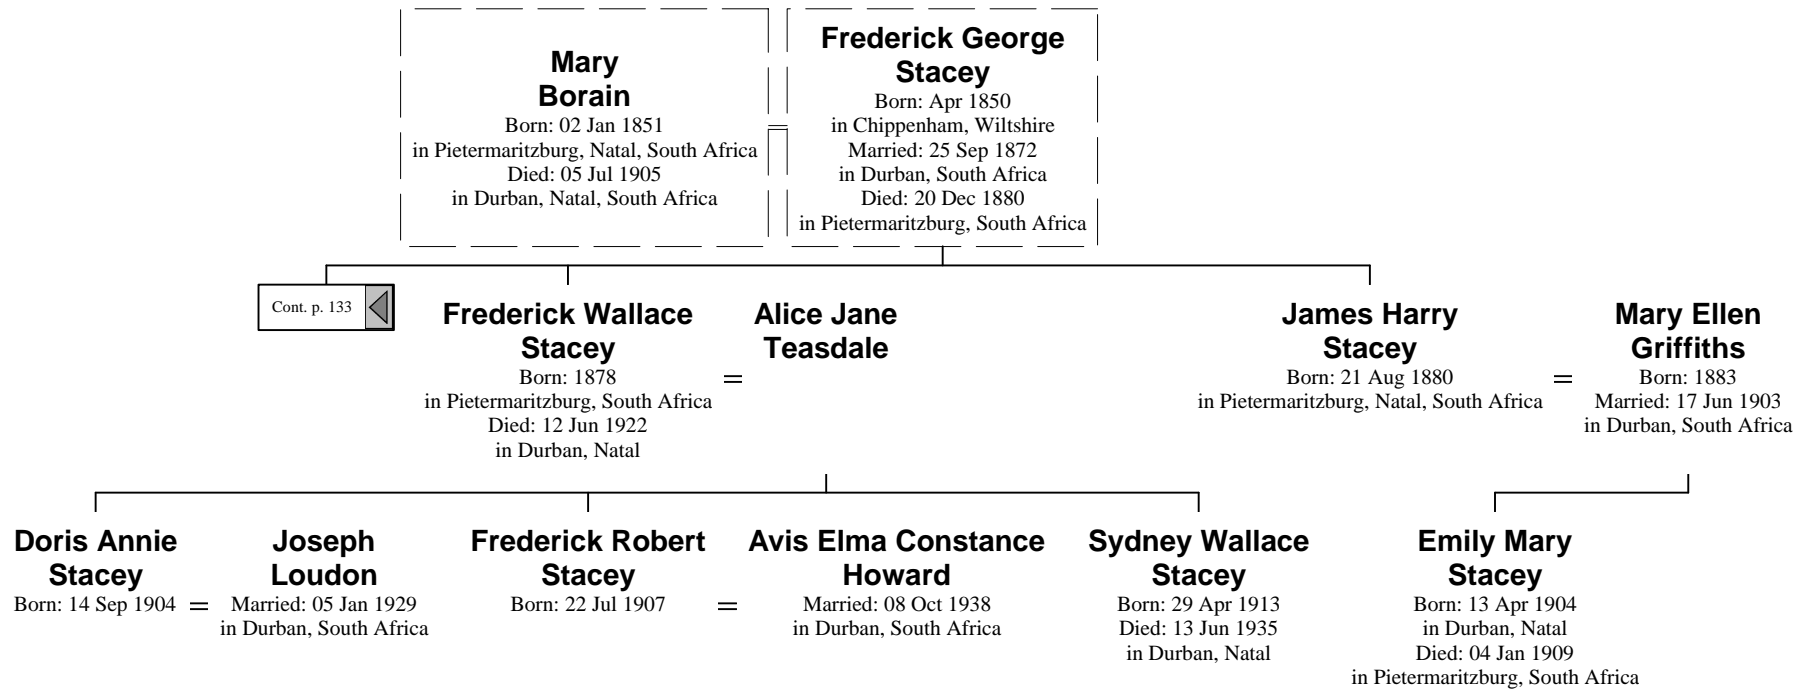 Mary
Borain
Born: 02 Jan 1851
in Pietermaritzburg, Natal, South Africa
Died: 05 Jul 1905
in Durban, Natal, South Africa
=
Frederick George
Stacey
Born: Apr 1850
in Chippenham, Wiltshire
Married: 25 Sep 1872
in Durban, South Africa
Died: 20 Dec 1880
in Pietermaritzburg, South Africa
Cont. p. 133
Frederick Wallace
Stacey
Born: 1878
in Pietermaritzburg, South Africa
Died: 12 Jun 1922
in Durban, Natal
=
Alice Jane
Teasdale
James Harry
Stacey
Born: 21 Aug 1880
in Pietermaritzburg, Natal, South Africa
=
Mary Ellen
Griffiths
Born: 1883
Married: 17 Jun 1903
in Durban, South Africa
Doris Annie
Stacey
Born: 14 Sep 1904
=
Joseph
Loudon
Married: 05 Jan 1929
in Durban, South Africa
Frederick Robert
Stacey
Born: 22 Jul 1907
=
Avis Elma Constance
Howard
Married: 08 Oct 1938
in Durban, South Africa
Sydney Wallace
Stacey
Born: 29 Apr 1913
Died: 13 Jun 1935
in Durban, Natal
Emily Mary
Stacey
Born: 13 Apr 1904
in Durban, Natal
Died: 04 Jan 1909
in Pietermaritzburg, South Africa